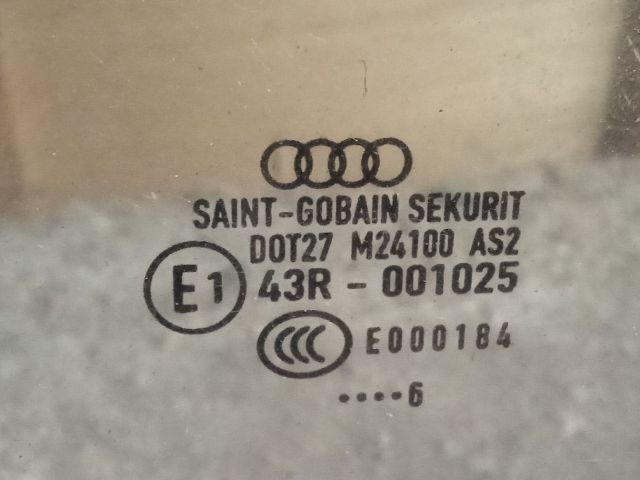 SAINT-GOBAIN SEKURIT
DOT27 M24100 AS2
E1 43R - 001025
CCC E000184
••••6